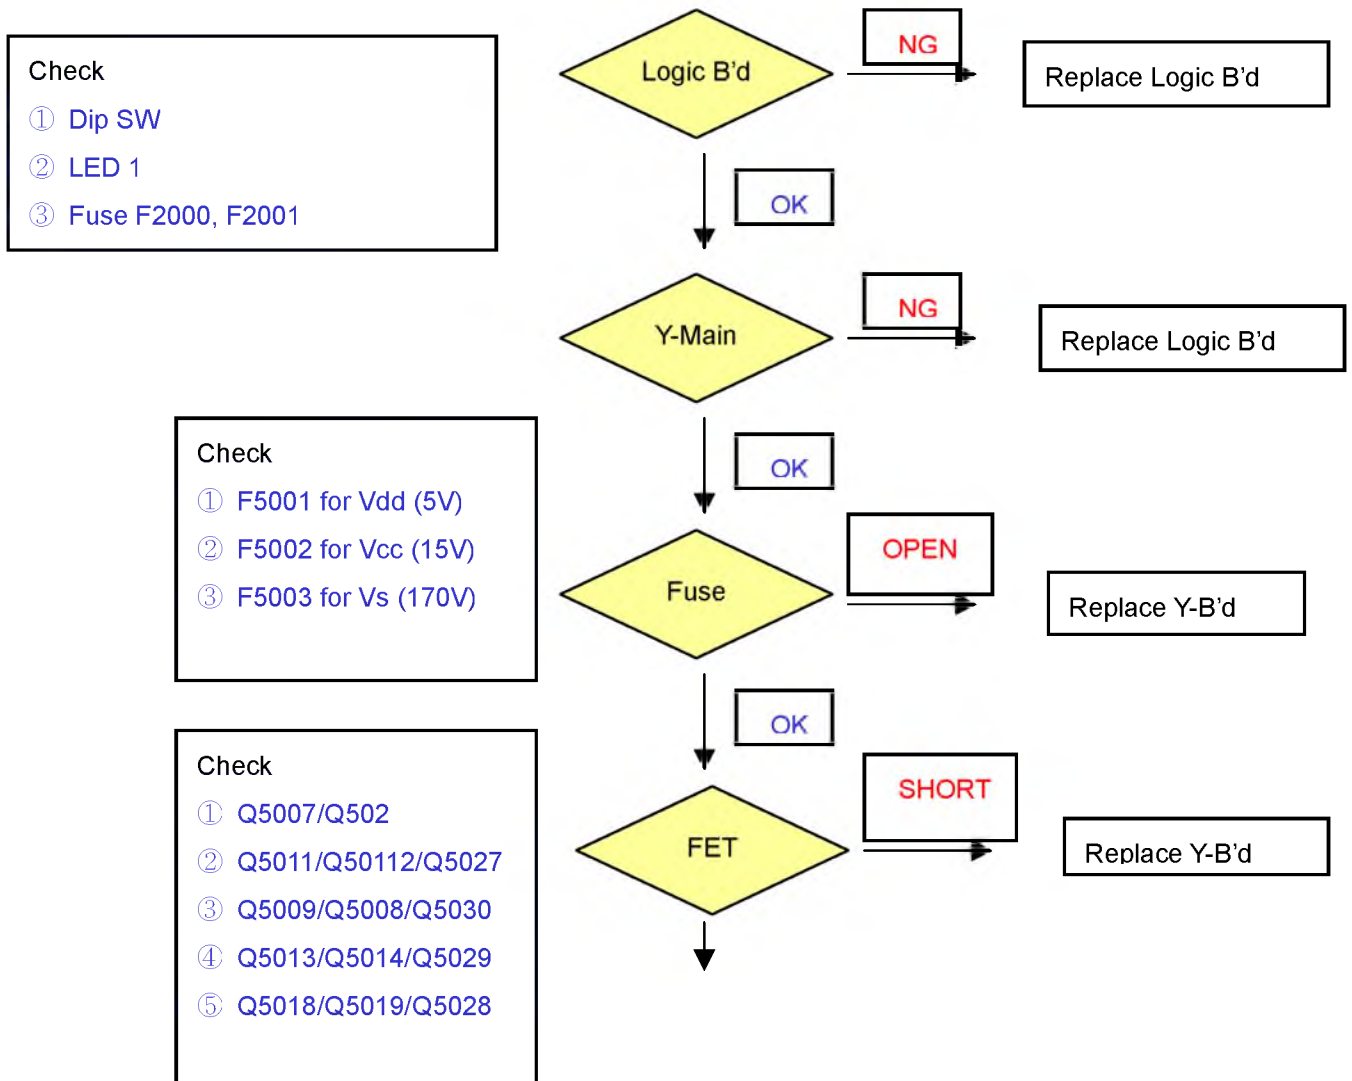 Check
① Dip SW
② LED 1
③ Fuse F2000, F2001
Logic B'd
NG
Replace Logic B'd
OK
Y-Main
NG
Replace Logic B'd
OK
Check
① F5001 for Vdd (5V)
② F5002 for Vcc (15V)
③ F5003 for Vs (170V)
Fuse
OPEN
Replace Y-B'd
OK
Check
① Q5007/Q502
② Q5011/Q50112/Q5027
③ Q5009/Q5008/Q5030
④ Q5013/Q5014/Q5029
⑤ Q5018/Q5019/Q5028
FET
SHORT
Replace Y-B'd